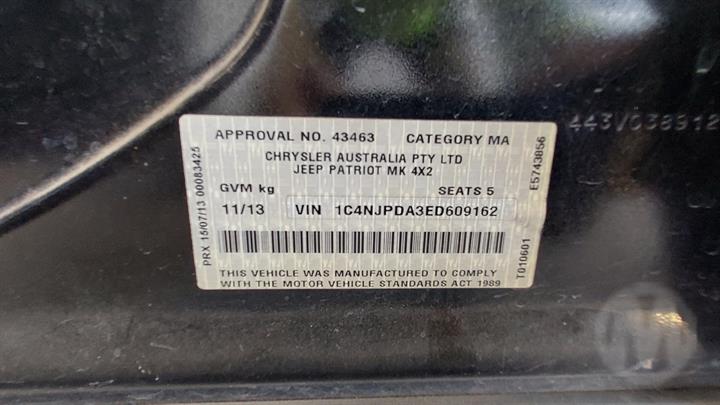 APPROVAL NO. 43463 CATEGORY MA
CHRYSLER AUSTRALIA PTY LTD
JEEP PATRIOT MK 4X2
GVM kg SEATS 5
11/13 VIN 1C4NJPDA3ED609162
THIS VEHICLE WAS MANUFACTURED TO COMPLY
WITH THE MOTOR VEHICLE STANDARDS ACT 1989
PRX 15/07/13 00083425
E5743856
T010601
443V038912